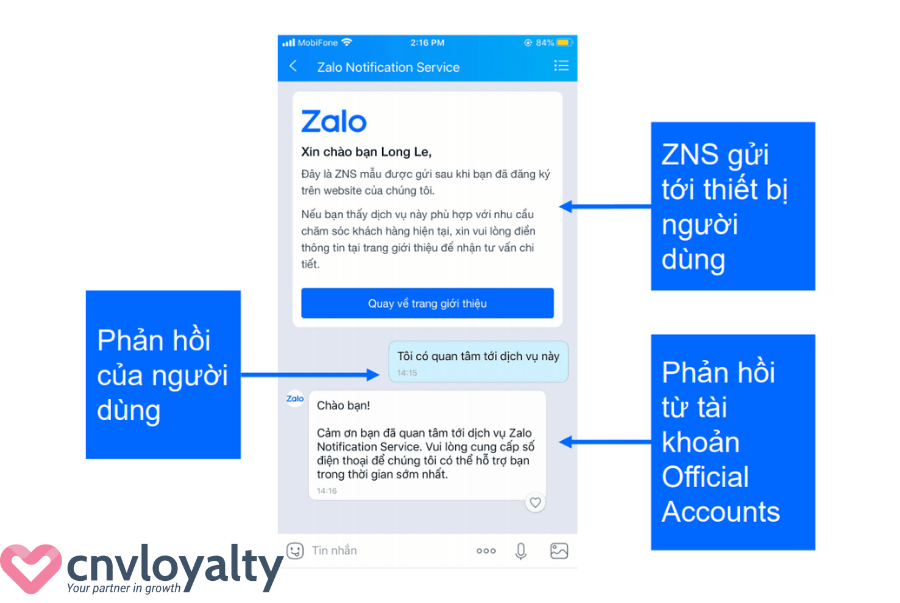 MobiFone 2:16 PM 84%
Zalo Notification Service
Zalo
Xin chào bạn Long Le,
Đây là ZNS mẫu được gửi sau khi bạn đã đăng ký
trên website của chúng tôi.
Nếu bạn thấy dịch vụ này phù hợp với nhu cầu
chăm sóc khách hàng hiện tại, xin vui lòng điền
thông tin tại trang giới thiệu để nhận tư vấn chi
tiết.
Quay về trang giới thiệu
ZNS gửi
tới thiết bị
người
dùng
Phản hồi
của người
dùng
Tôi có quan tâm tới dịch vụ này
14:15
Zalo
Chào bạn!
Cảm ơn bạn đã quan tâm tới dịch vụ Zalo
Notification Service. Vui lòng cung cấp số
điện thoại để chúng tôi có thể hỗ trợ bạn
trong thời gian sớm nhất.
14:16
Phản hồi
từ tài
khoản
Official
Accounts
Tin nhắn
cnvloyalty
Your partner in growth